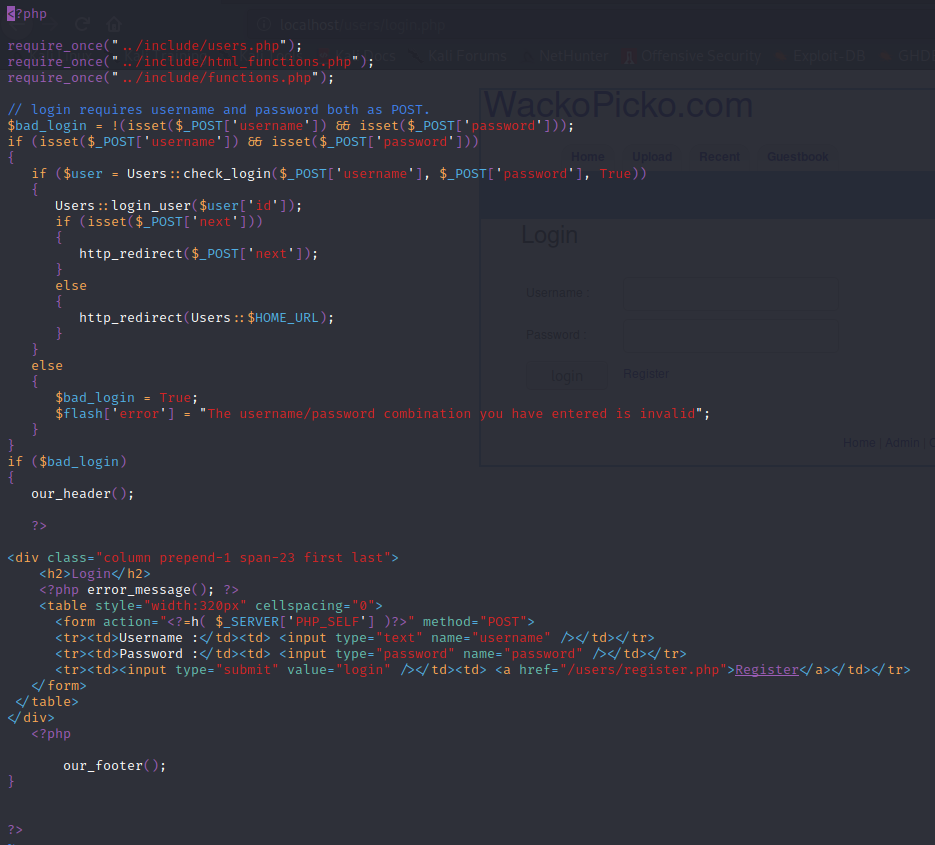 <?php
require_once("../include/users.php");
require_once("../include/html_functions.php");
require_once("../include/functions.php");
// login requires username and password both as POST.
$bad_login = !(isset($_POST['username']) && isset($_POST['password']));
if (isset($_POST['username']) && isset($_POST['password']))
{
if ($user = Users::check_login($_POST['username'], $_POST['password'], True))
{
Users::login_user($user['id']);
if (isset($_POST['next']))
{
http_redirect($_POST['next']);
}
else
{
http_redirect(Users::$HOME_URL);
}
}
else
{
$bad_login = True;
$flash['error'] = "The username/password combination you have entered is invalid";
}
}
if ($bad_login)
{
our_header();
?>
<div class="column prepend-1 span-23 first last">
<h2>Login</h2>
<?php error_message(); ?>
<table style="width:320px" cellspacing="0">
<form action="<?=h( $_SERVER['PHP_SELF'] )?>" method="POST">
<tr><td>Username :</td><td> <input type="text" name="username" /></td></tr>
<tr><td>Password :</td><td> <input type="password" name="password" /></td></tr>
<tr><td><input type="submit" value="login" /></td><td> <a href="/users/register.php">Register</a></td></tr>
</form>
</table>
</div>
<?php
our_footer();
}
?>
WackoPicko.com
Home Upload Recent Guestbook
Login
Username
Password
login Register
Home | Admin |
Kali Forums NetHunter Offensive Security Exploit-DB GHD